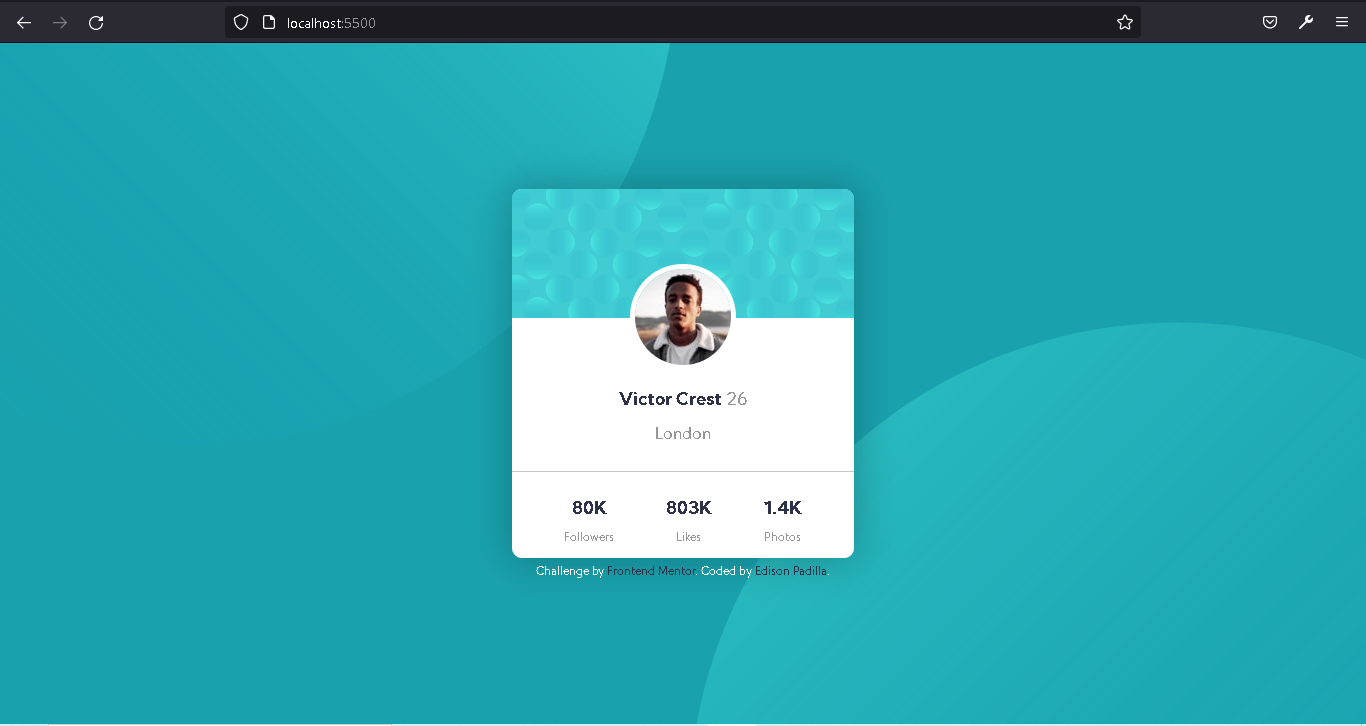 localhost:5500
Victor Crest 26
London
80K 803K 1.4K
Followers Likes Photos
Challenge by Frontend Mentor. Coded by Edison Padilla.